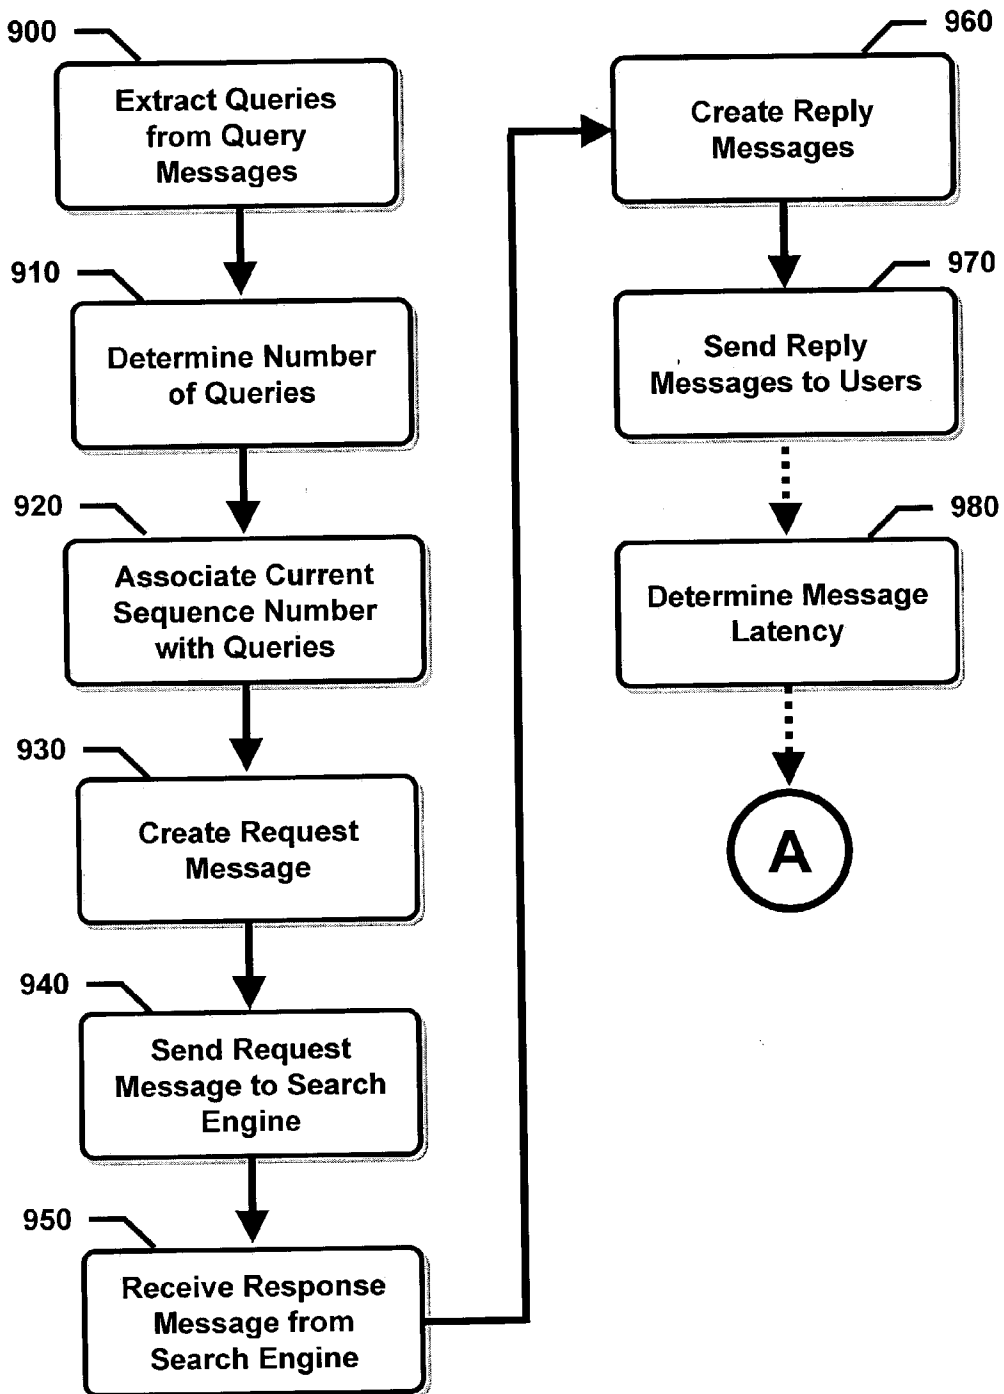 900
Extract Queries
from Query
Messages
910
Determine Number
of Queries
920
Associate Current
Sequence Number
with Queries
930
Create Request
Message
940
Send Request
Message to Search
Engine
950
Receive Response
Message from
Search Engine
960
Create Reply
Messages
970
Send Reply
Messages to Users
980
Determine Message
Latency
A